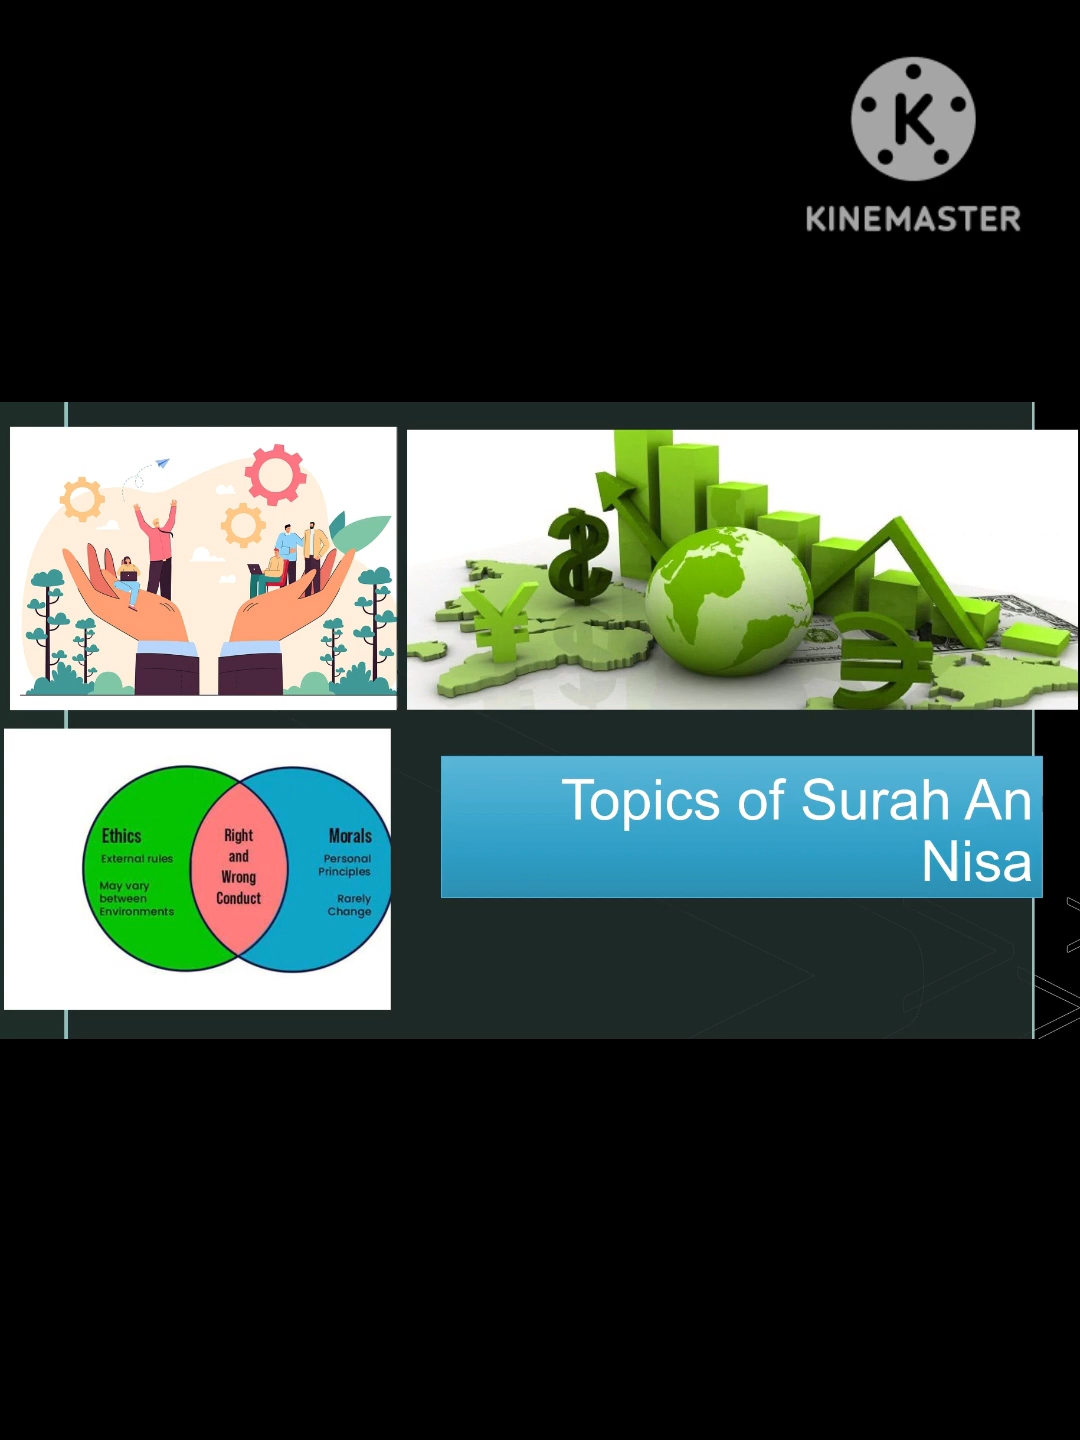 K
KINEMASTER
Topics of Surah An
Nisa
Ethics
External rules
May vary
between
Environments
Right
and
Wrong
Conduct
Morals
Personal
Principles
Rarely
Change